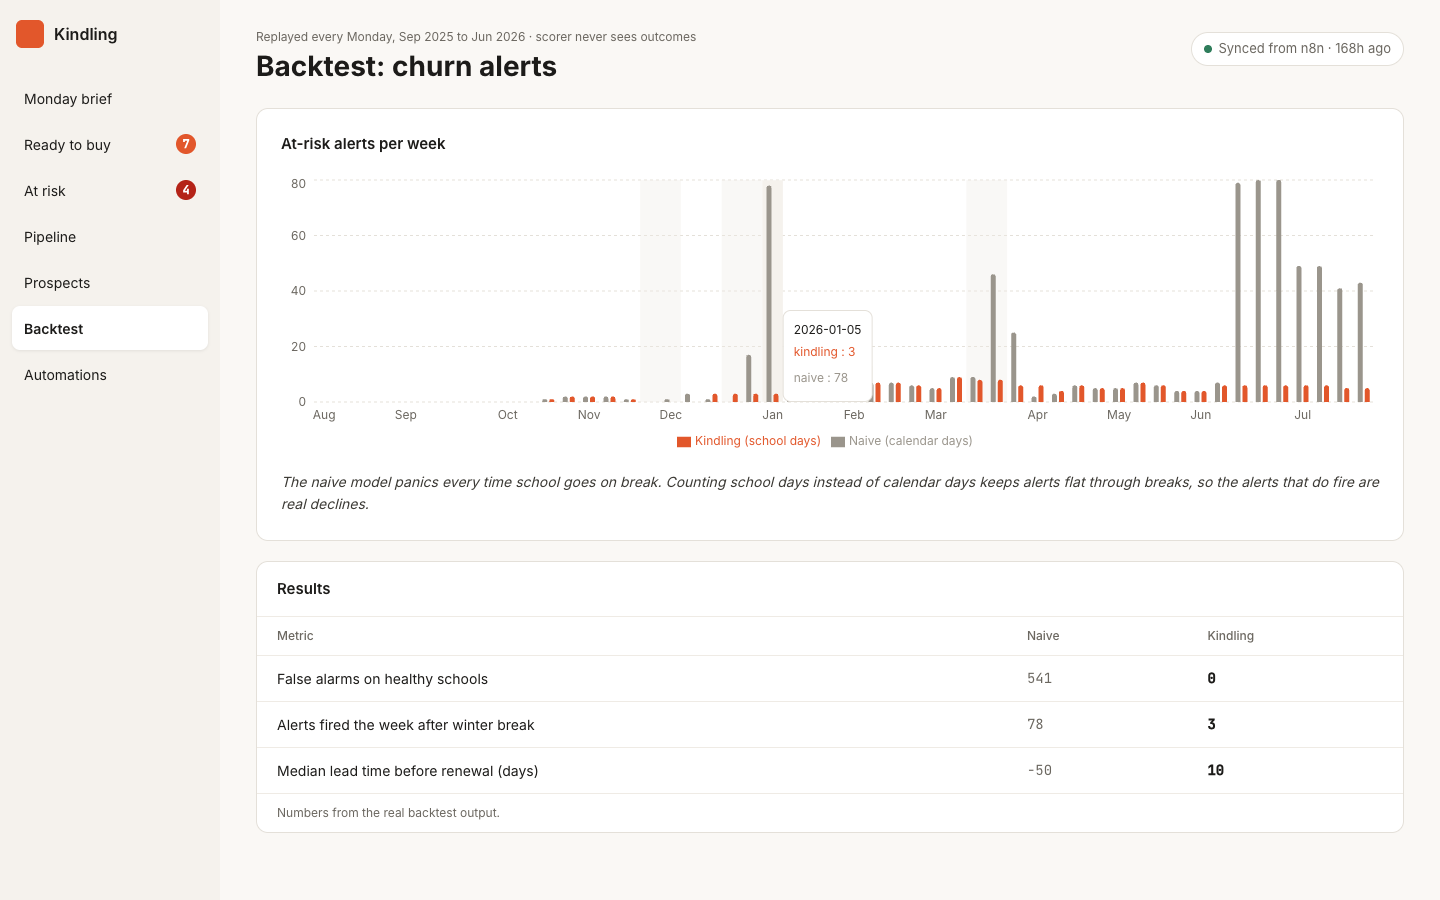 Kindling
Monday brief
Ready to buy 7
At risk 4
Pipeline
Prospects
Backtest
Automations
Replayed every Monday, Sep 2025 to Jun 2026 · scorer never sees outcomes
Backtest: churn alerts
Synced from n8n · 168h ago
At-risk alerts per week
80
60
40
20
0
2026-01-05
kindling : 3
naive : 78
Aug Sep Oct Nov Dec Jan Feb Mar Apr May Jun Jul
Kindling (school days) Naive (calendar days)
The naive model panics every time school goes on break. Counting school days instead of calendar days keeps alerts flat through breaks, so the alerts that do fire are
real declines.
Results
Metric Naive Kindling
False alarms on healthy schools 541 0
Alerts fired the week after winter break 78 3
Median lead time before renewal (days) -50 10
Numbers from the real backtest output.